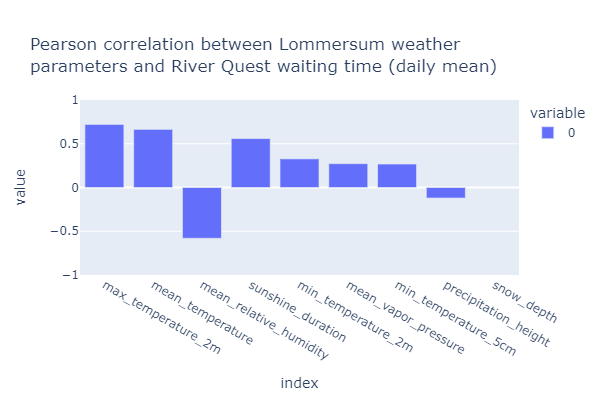 Pearson correlation between Lommersum weather
parameters and River Quest waiting time (daily mean)
variable
0
value
1
0.5
0
−0.5
−1
max_temperature_2m
mean_temperature
mean_relative_humidity
sunshine_duration
min_temperature_2m
mean_vapor_pressure
min_temperature_5cm
precipitation_height
snow_depth
index